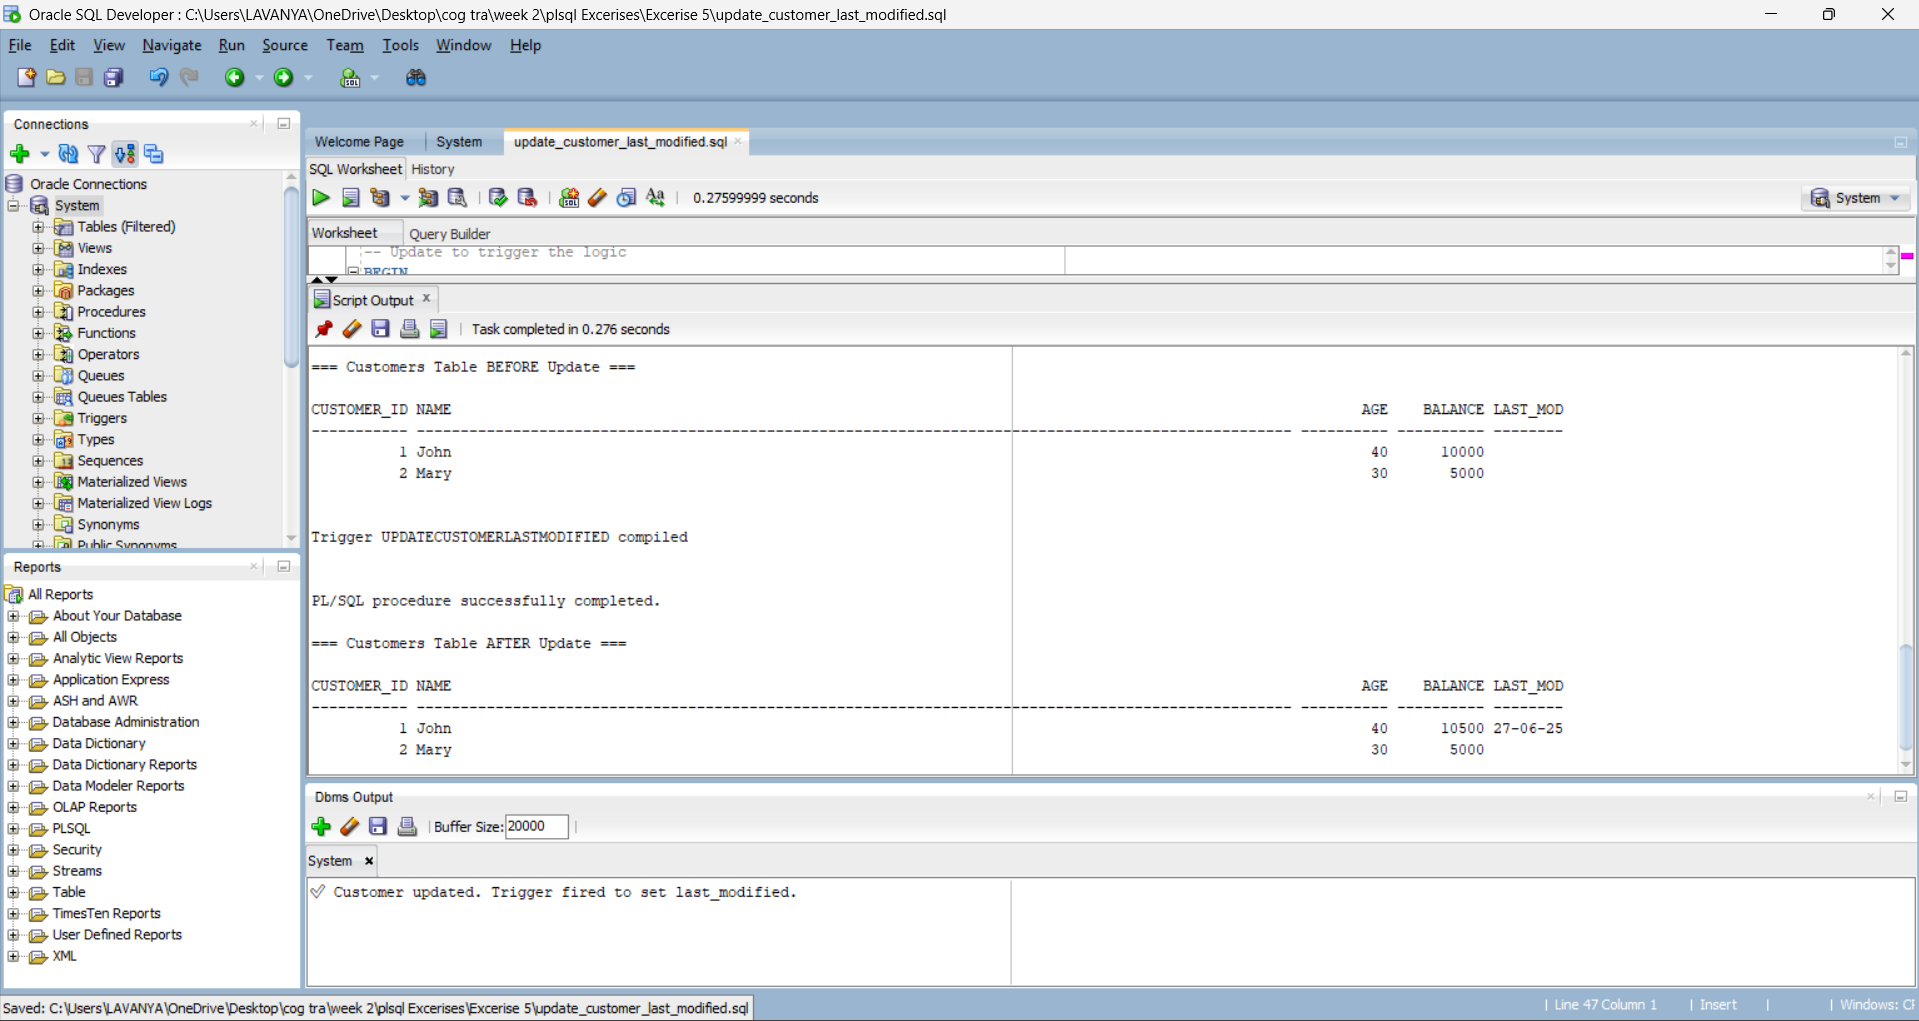 Oracle SQL Developer : C:\Users\LAVANYA\OneDrive\Desktop\cog tra\week 2\plsql Excerises\Excerise 5\update_customer_last_modified.sql
File Edit View Navigate Run Source Team Tools Window Help
Connections
Oracle Connections
System
Tables (Filtered)
Views
Indexes
Packages
Procedures
Functions
Operators
Queues
Queues Tables
Triggers
Types
Sequences
Materialized Views
Materialized View Logs
Synonyms
Public Synonyms
Reports
All Reports
About Your Database
All Objects
Analytic View Reports
Application Express
ASH and AWR
Database Administration
Data Dictionary
Data Dictionary Reports
Data Modeler Reports
OLAP Reports
PLSQL
Security
Streams
Table
TimesTen Reports
User Defined Reports
XML
Welcome Page System update_customer_last_modified.sql
SQL Worksheet History
0.27599999 seconds
System
Worksheet Query Builder
-- Update to trigger the logic
BEGIN
Script Output
Task completed in 0.276 seconds
=== Customers Table BEFORE Update ===
CUSTOMER_ID NAME AGE BALANCE LAST_MOD
1 John 40 10000
2 Mary 30 5000
Trigger UPDATECUSTOMERLASTMODIFIED compiled
PL/SQL procedure successfully completed.
=== Customers Table AFTER Update ===
CUSTOMER_ID NAME AGE BALANCE LAST_MOD
1 John 40 10500 27-06-25
2 Mary 30 5000
Dbms Output
Buffer Size: 20000
System
Customer updated. Trigger fired to set last_modified.
Saved: C:\Users\LAVANYA\OneDrive\Desktop\cog tra\week 2\plsql Excerises\Excerise 5\update_customer_last_modified.sql
Line 47 Column 1 Insert Windows: C